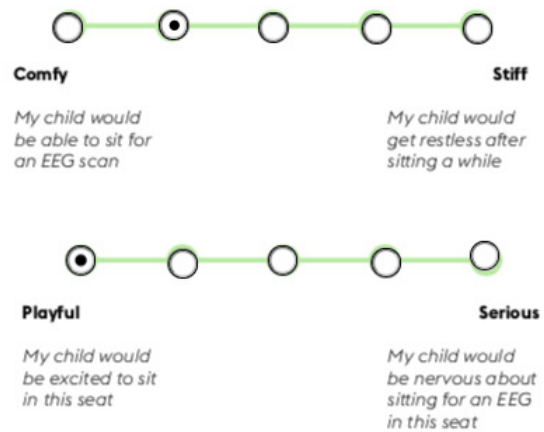 Comfy Stiff
My child would My child would
be able to sit for get restless after
an EEG scan sitting a while
Playful Serious
My child would My child would
be excited to sit be nervous about
in this seat sitting for an EEG
in this seat